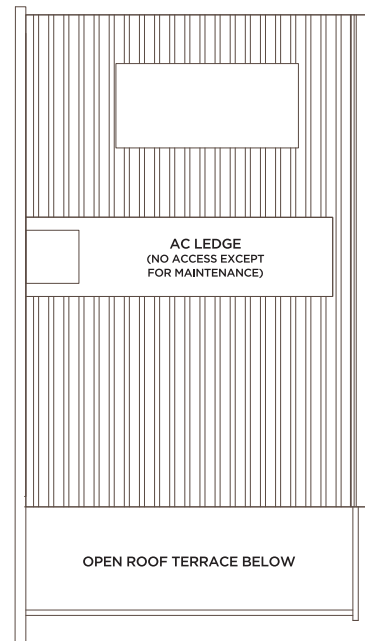 AC LEDGE
(NO ACCESS EXCEPT
FOR MAINTENANCE)
OPEN ROOF TERRACE BELOW